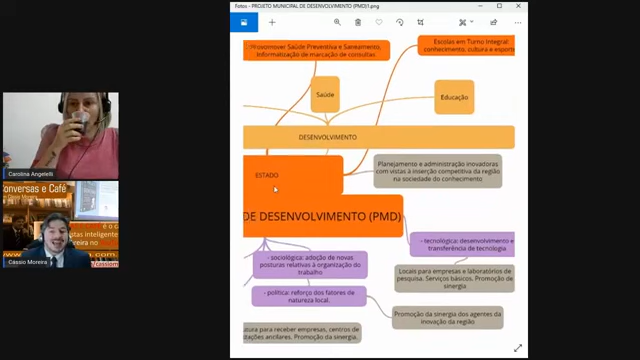 Fotos - PROJETO MUNICIPAL DE DESENVOLVIMENTO (PMD)1.png
Promonmover Saúde Preventiva e Saneamento.
Informatização de marcação de consultas
Escolas em Turno Integral
conhecimento, cultura e esporte
Saúde
Educação
DESENVOLVIMENTO
ESTADO
Planejamento e administração inovadoras
com vistas à inserção competitiva da região
na sociedade do conhecimento
DE DESENVOLVIMENTO (PMD)
- tecnológica: desenvolvimento e
transferência de tecnologia
- sociológica: adoção de novas
posturas relativas à organização do
trabalho
Locais para empresas e laboratórios de
pesquisa. Serviços básicos. Promoção de
sinergia
- política: reforço dos fatores de
natureza local.
Promoção da sinergia dos agentes da
inovação da região
atura para receber empresas, centros de
dações ancilares. Promoção da sinergia.
Carolina Angelelli
Conversas e Café
Cássio Moreira